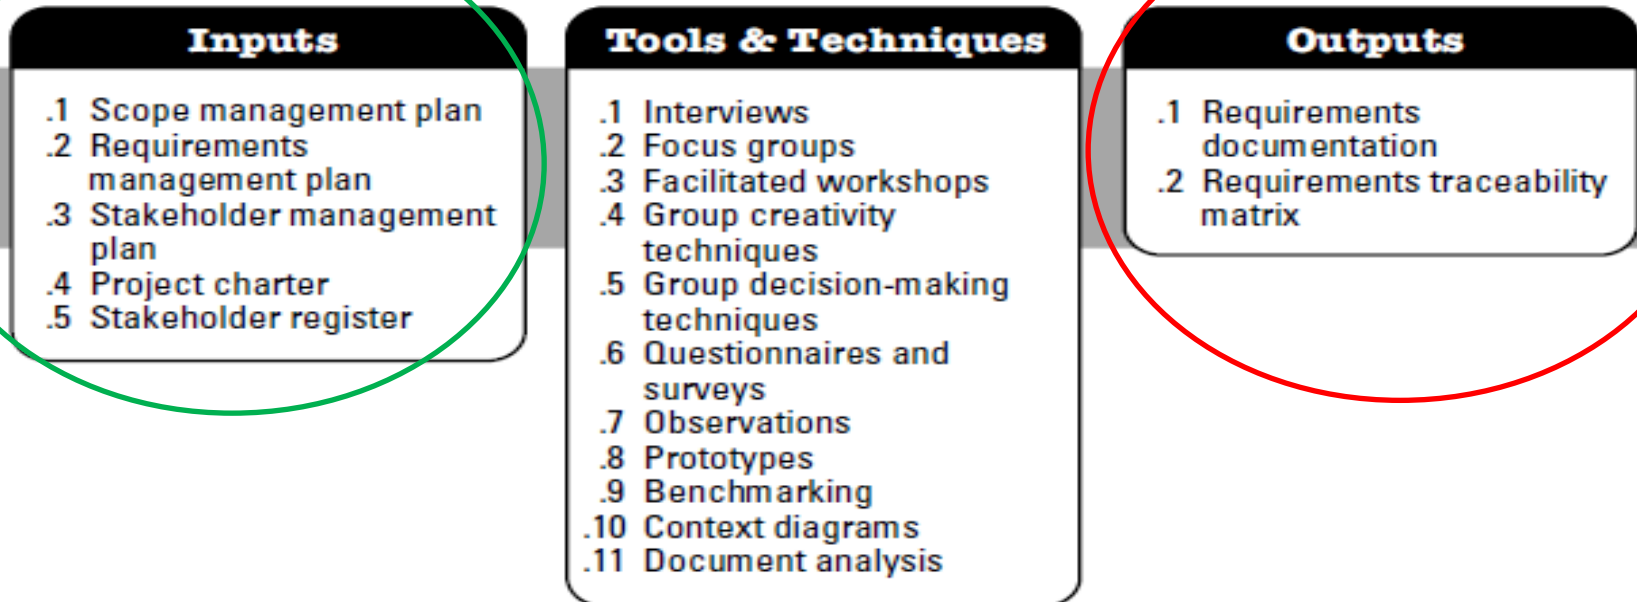 Inputs
.1 Scope management plan
.2 Requirements
management plan
.3 Stakeholder management
plan
.4 Project charter
.5 Stakeholder register
Tools & Techniques
.1 Interviews
.2 Focus groups
.3 Facilitated workshops
.4 Group creativity
techniques
.5 Group decision-making
techniques
.6 Questionnaires and
surveys
.7 Observations
.8 Prototypes
.9 Benchmarking
.10 Context diagrams
.11 Document analysis
Outputs
.1 Requirements
documentation
.2 Requirements traceability
matrix